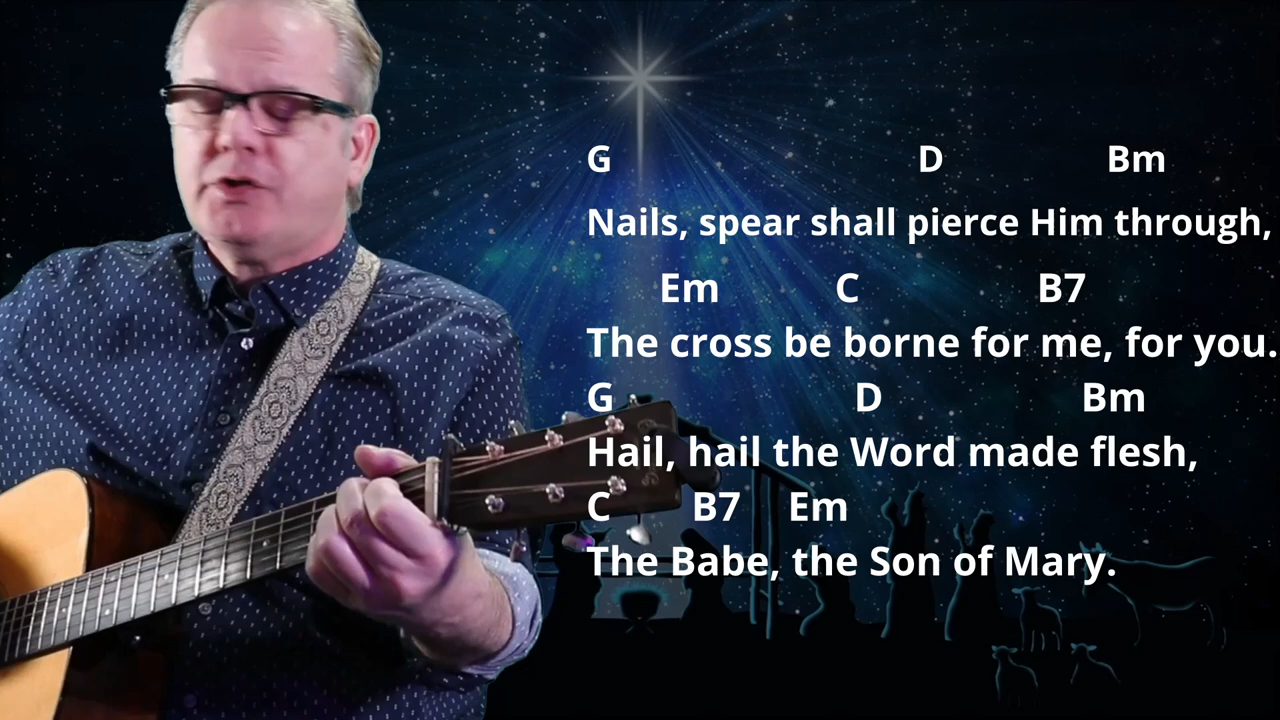 G D Bm
Nails, spear shall pierce Him through,
Em C B7
The cross be borne for me, for you.
G D Bm
Hail, hail the Word made flesh,
C B7 Em
The Babe, the Son of Mary.